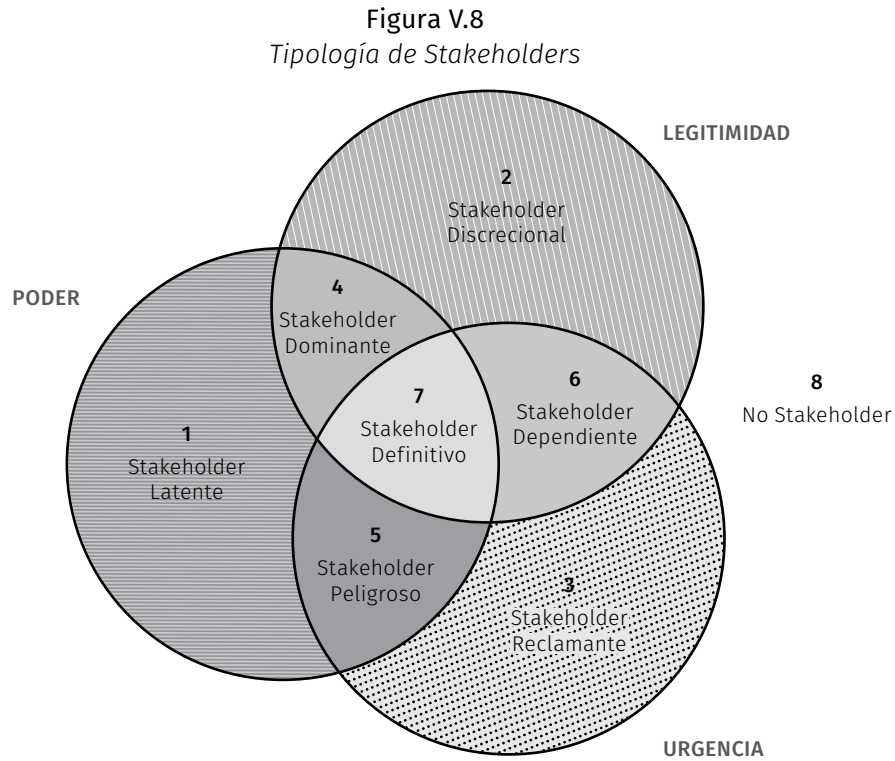 Figura V.8
Tipología de Stakeholders
LEGITIMIDAD
2
Stakeholder
Discrecional
PODER
4
Stakeholder
Dominante
7
Stakeholder
Definitivo
6
Stakeholder
Dependiente
8
No Stakeholder
1
Stakeholder
Latente
5
Stakeholder
Peligroso
3
Stakeholder
Reclamante
URGENCIA